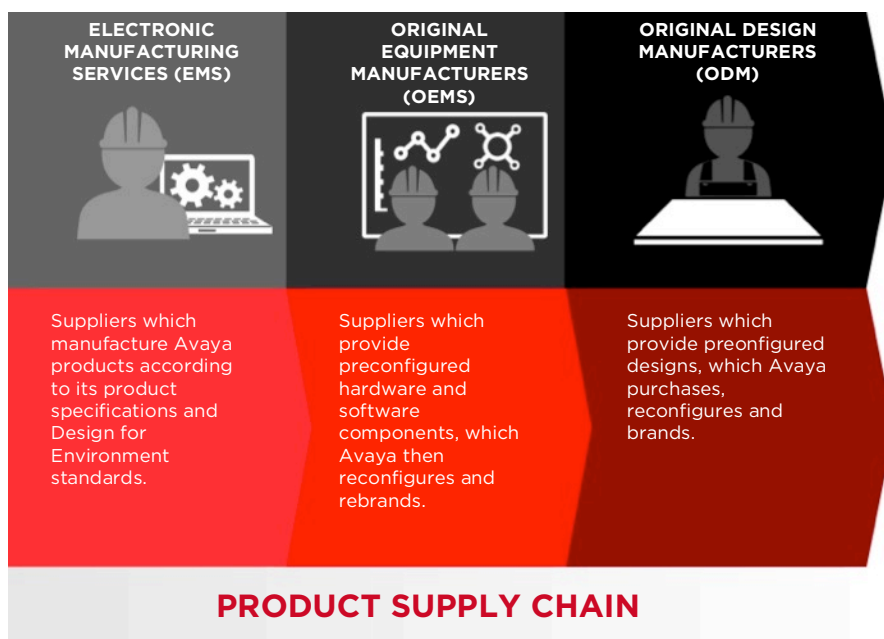 ELECTRONIC
MANUFACTURING
SERVICES (EMS)
ORIGINAL
EQUIPMENT
MANUFACTURERS
(OEMS)
ORIGINAL DESIGN
MANUFACTURERS
(ODM)
Suppliers which
manufacture Avaya
products according
to its product
specifications and
Design for
Environment
standards.
Suppliers which
provide
preconfigured
hardware and
software
components, which
Avaya then
reconfigures and
rebrands.
Suppliers which
provide preonfigured
designs, which Avaya
purchases,
reconfigures and
brands.
PRODUCT SUPPLY CHAIN